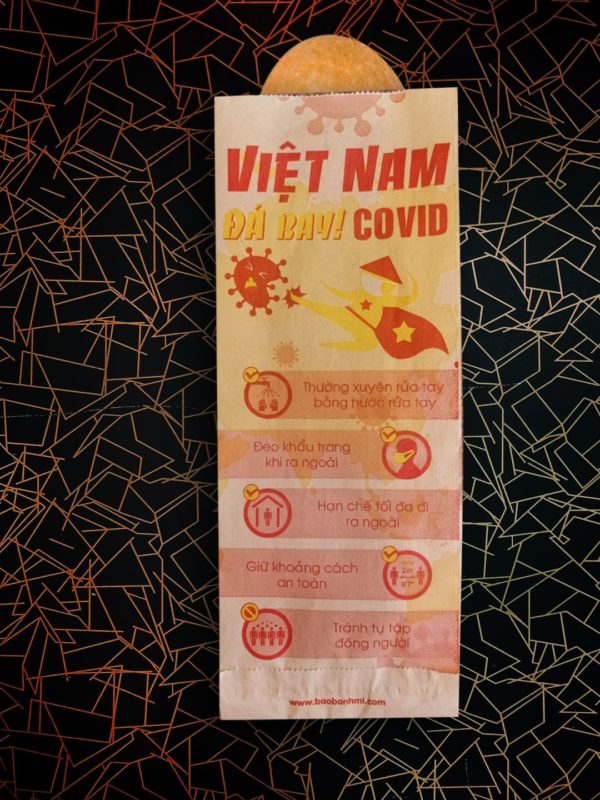 VIỆT NAM
ĐÁ BAY! COVID
Thường xuyên rửa tay
bằng nước rửa tay
Đeo khẩu trang
khi ra ngoài
Hạn chế tối đa đi
ra ngoài
Giữ khoảng cách
an toàn
2m
6'7"
Tránh tụ tập
đông người
www.baobanhmi.com